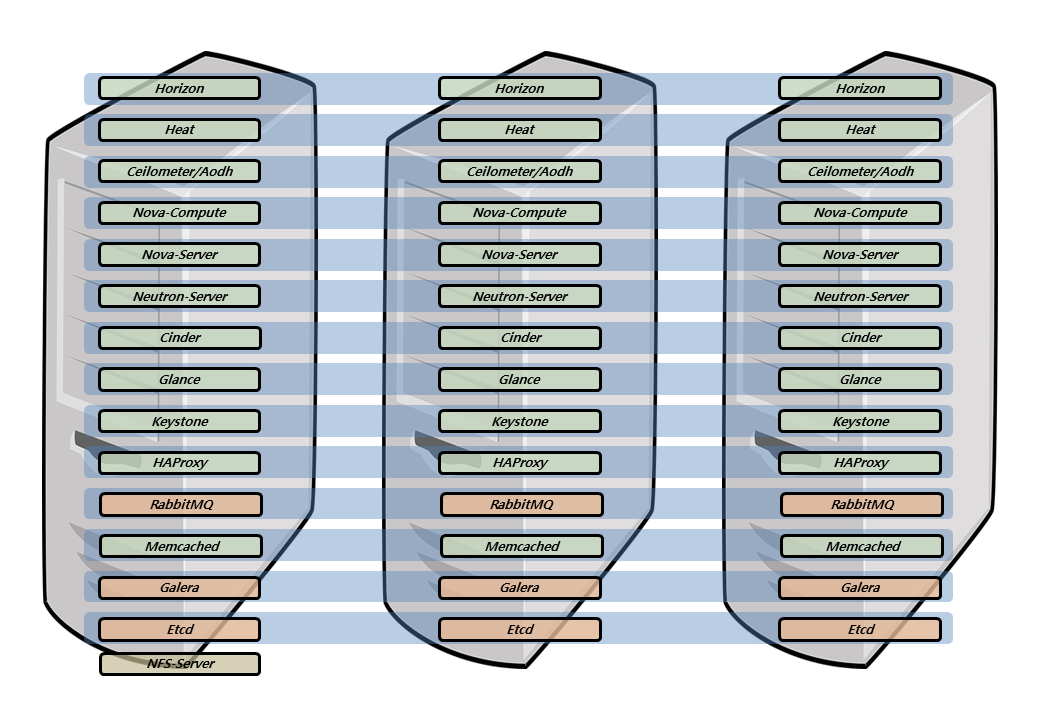 Horizon Horizon Horizon
Heat Heat Heat
Ceilometer/Aodh Ceilometer/Aodh Ceilometer/Aodh
Nova-Compute Nova-Compute Nova-Compute
Nova-Server Nova-Server Nova-Server
Neutron-Server Neutron-Server Neutron-Server
Cinder Cinder Cinder
Glance Glance Glance
Keystone Keystone Keystone
HAProxy HAProxy HAProxy
RabbitMQ RabbitMQ RabbitMQ
Memcached Memcached Memcached
Galera Galera Galera
Etcd Etcd Etcd
NFS-Server